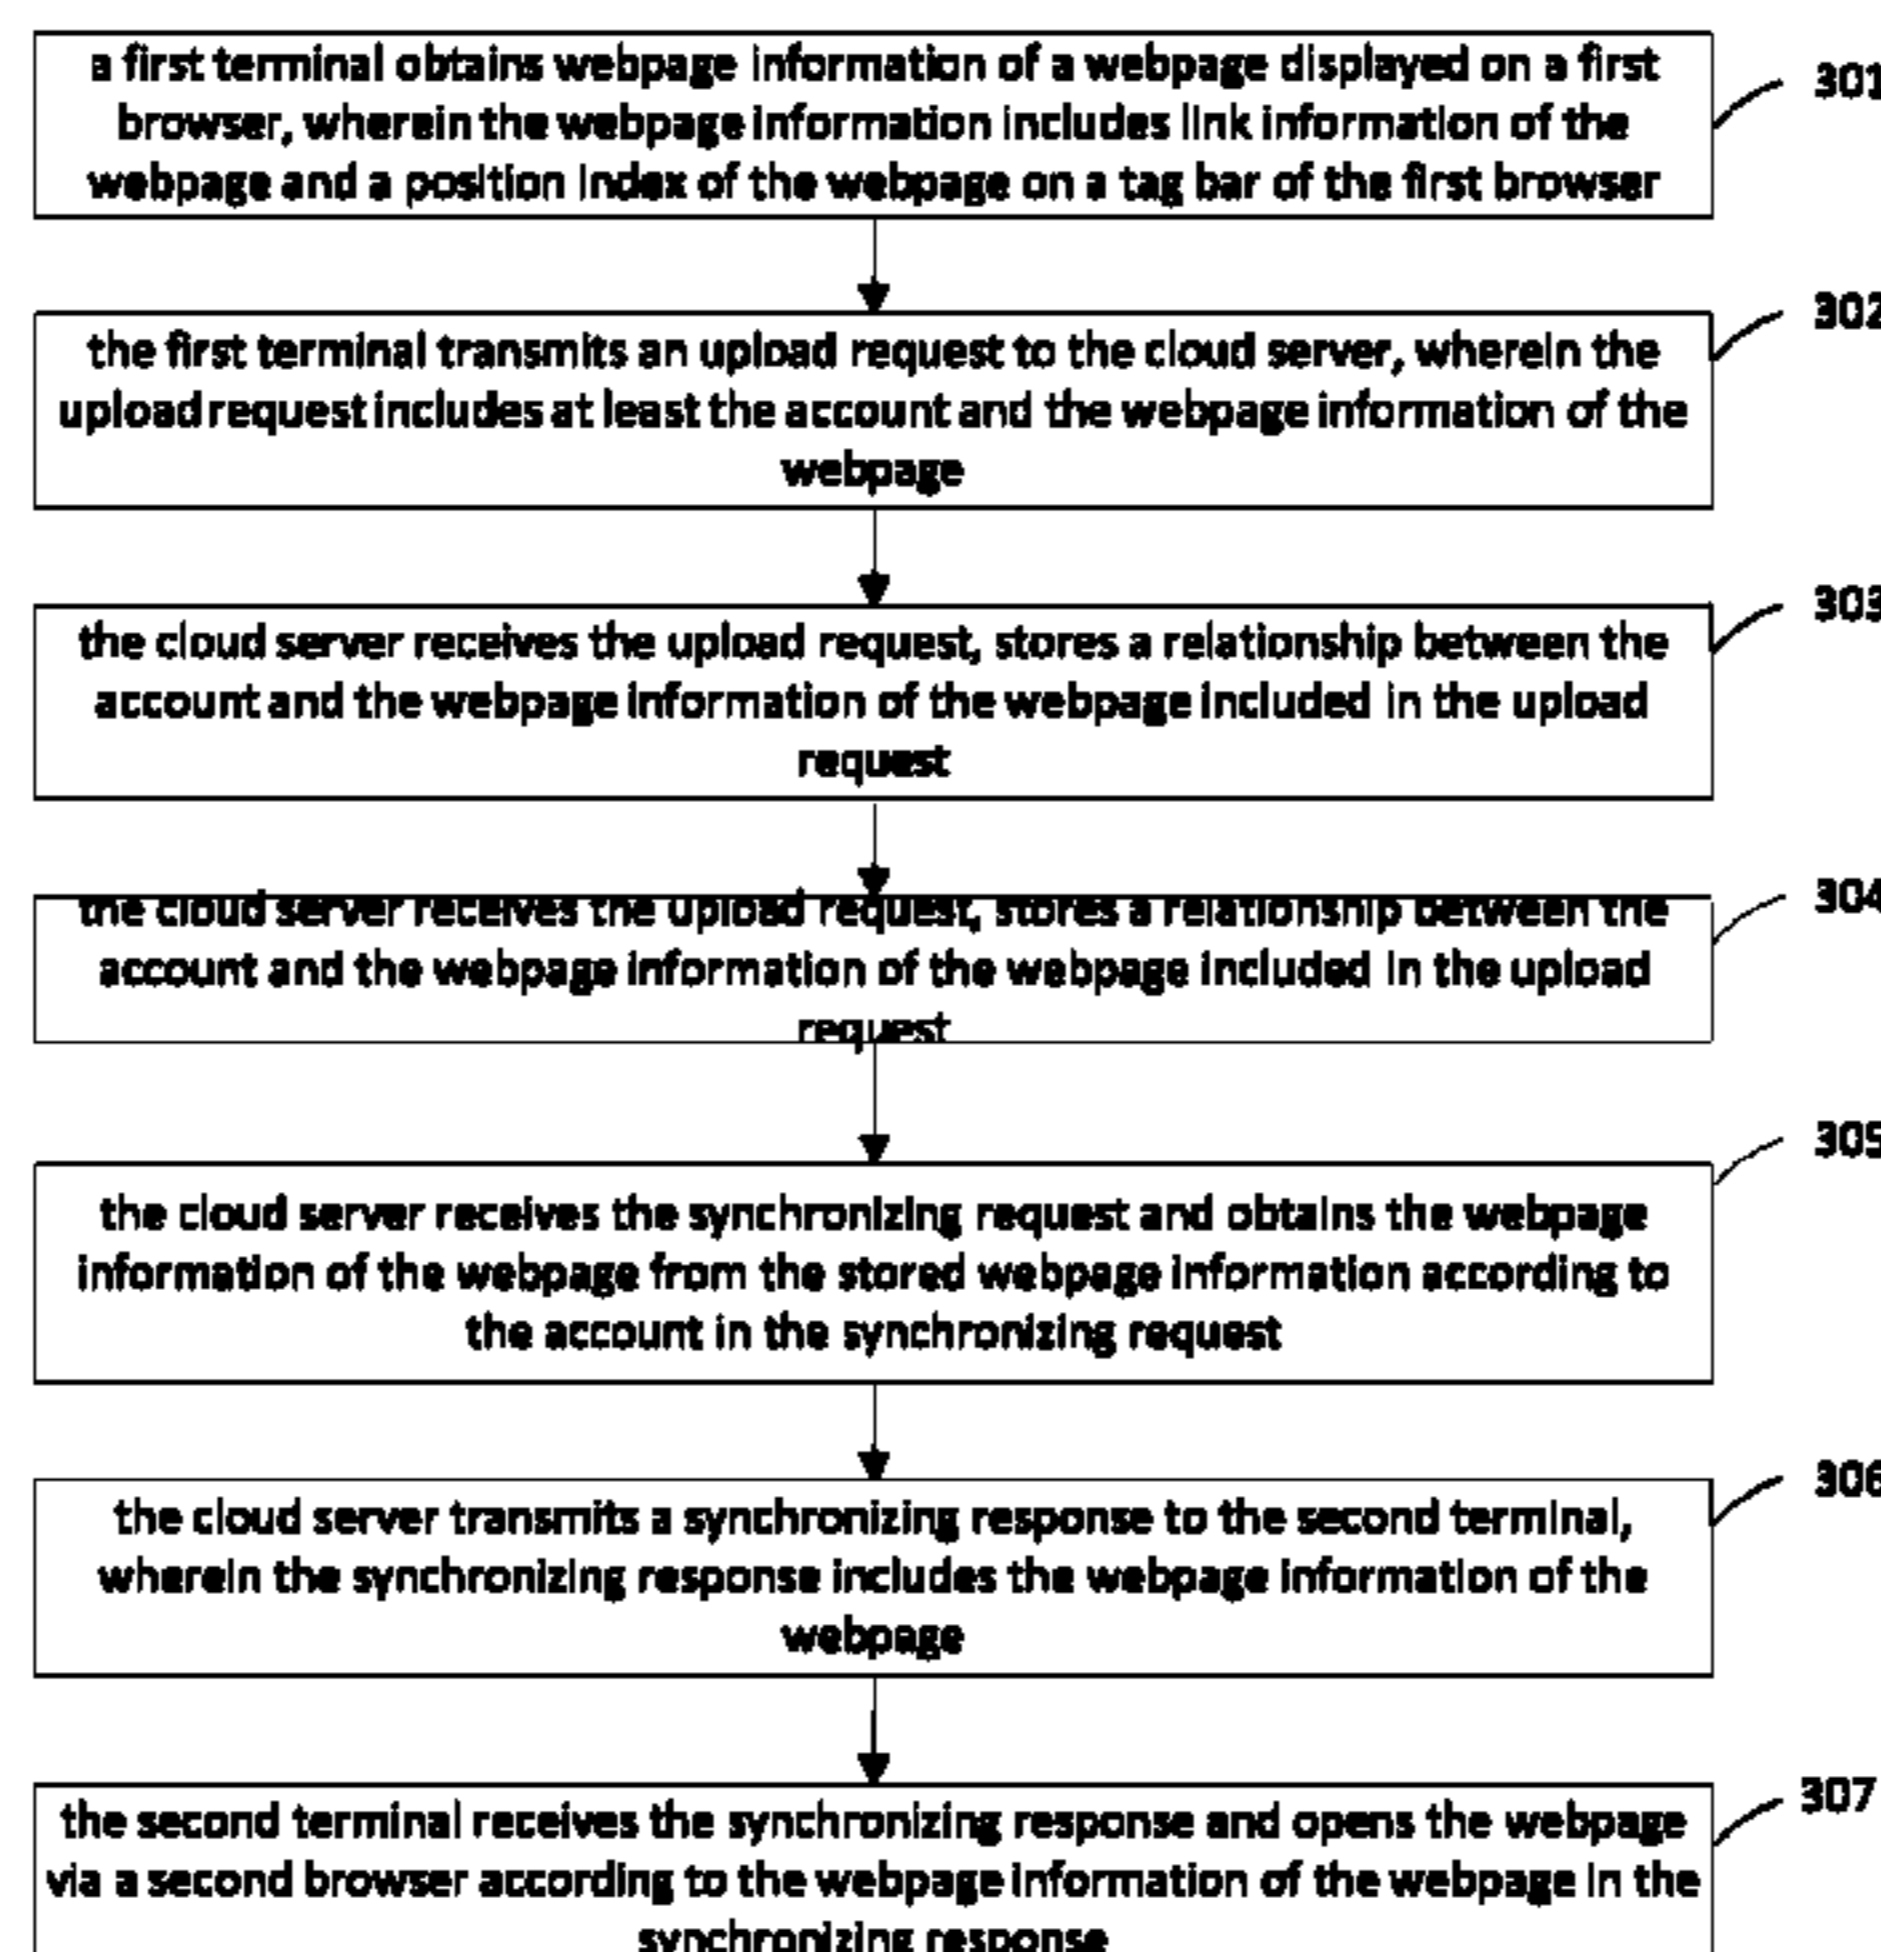 a first terminal obtains webpage information of a webpage displayed on a first
browser, wherein the webpage information includes link information of the
webpage and a position index of the webpage on a tag bar of the first browser
301
the first terminal transmits an upload request to the cloud server, wherein the
upload request includes at least the account and the webpage information of the
webpage
302
the cloud server receives the upload request, stores a relationship between the
account and the webpage information of the webpage included in the upload
request
303
the cloud server receives the upload request, stores a relationship between the
account and the webpage information of the webpage included in the upload
request
304
the cloud server receives the synchronizing request and obtains the webpage
information of the webpage from the stored webpage information according to
the account in the synchronizing request
305
the cloud server transmits a synchronizing response to the second terminal,
wherein the synchronizing response includes the webpage information of the
webpage
306
the second terminal receives the synchronizing response and opens the webpage
via a second browser according to the webpage information of the webpage in the
synchronizing response
307